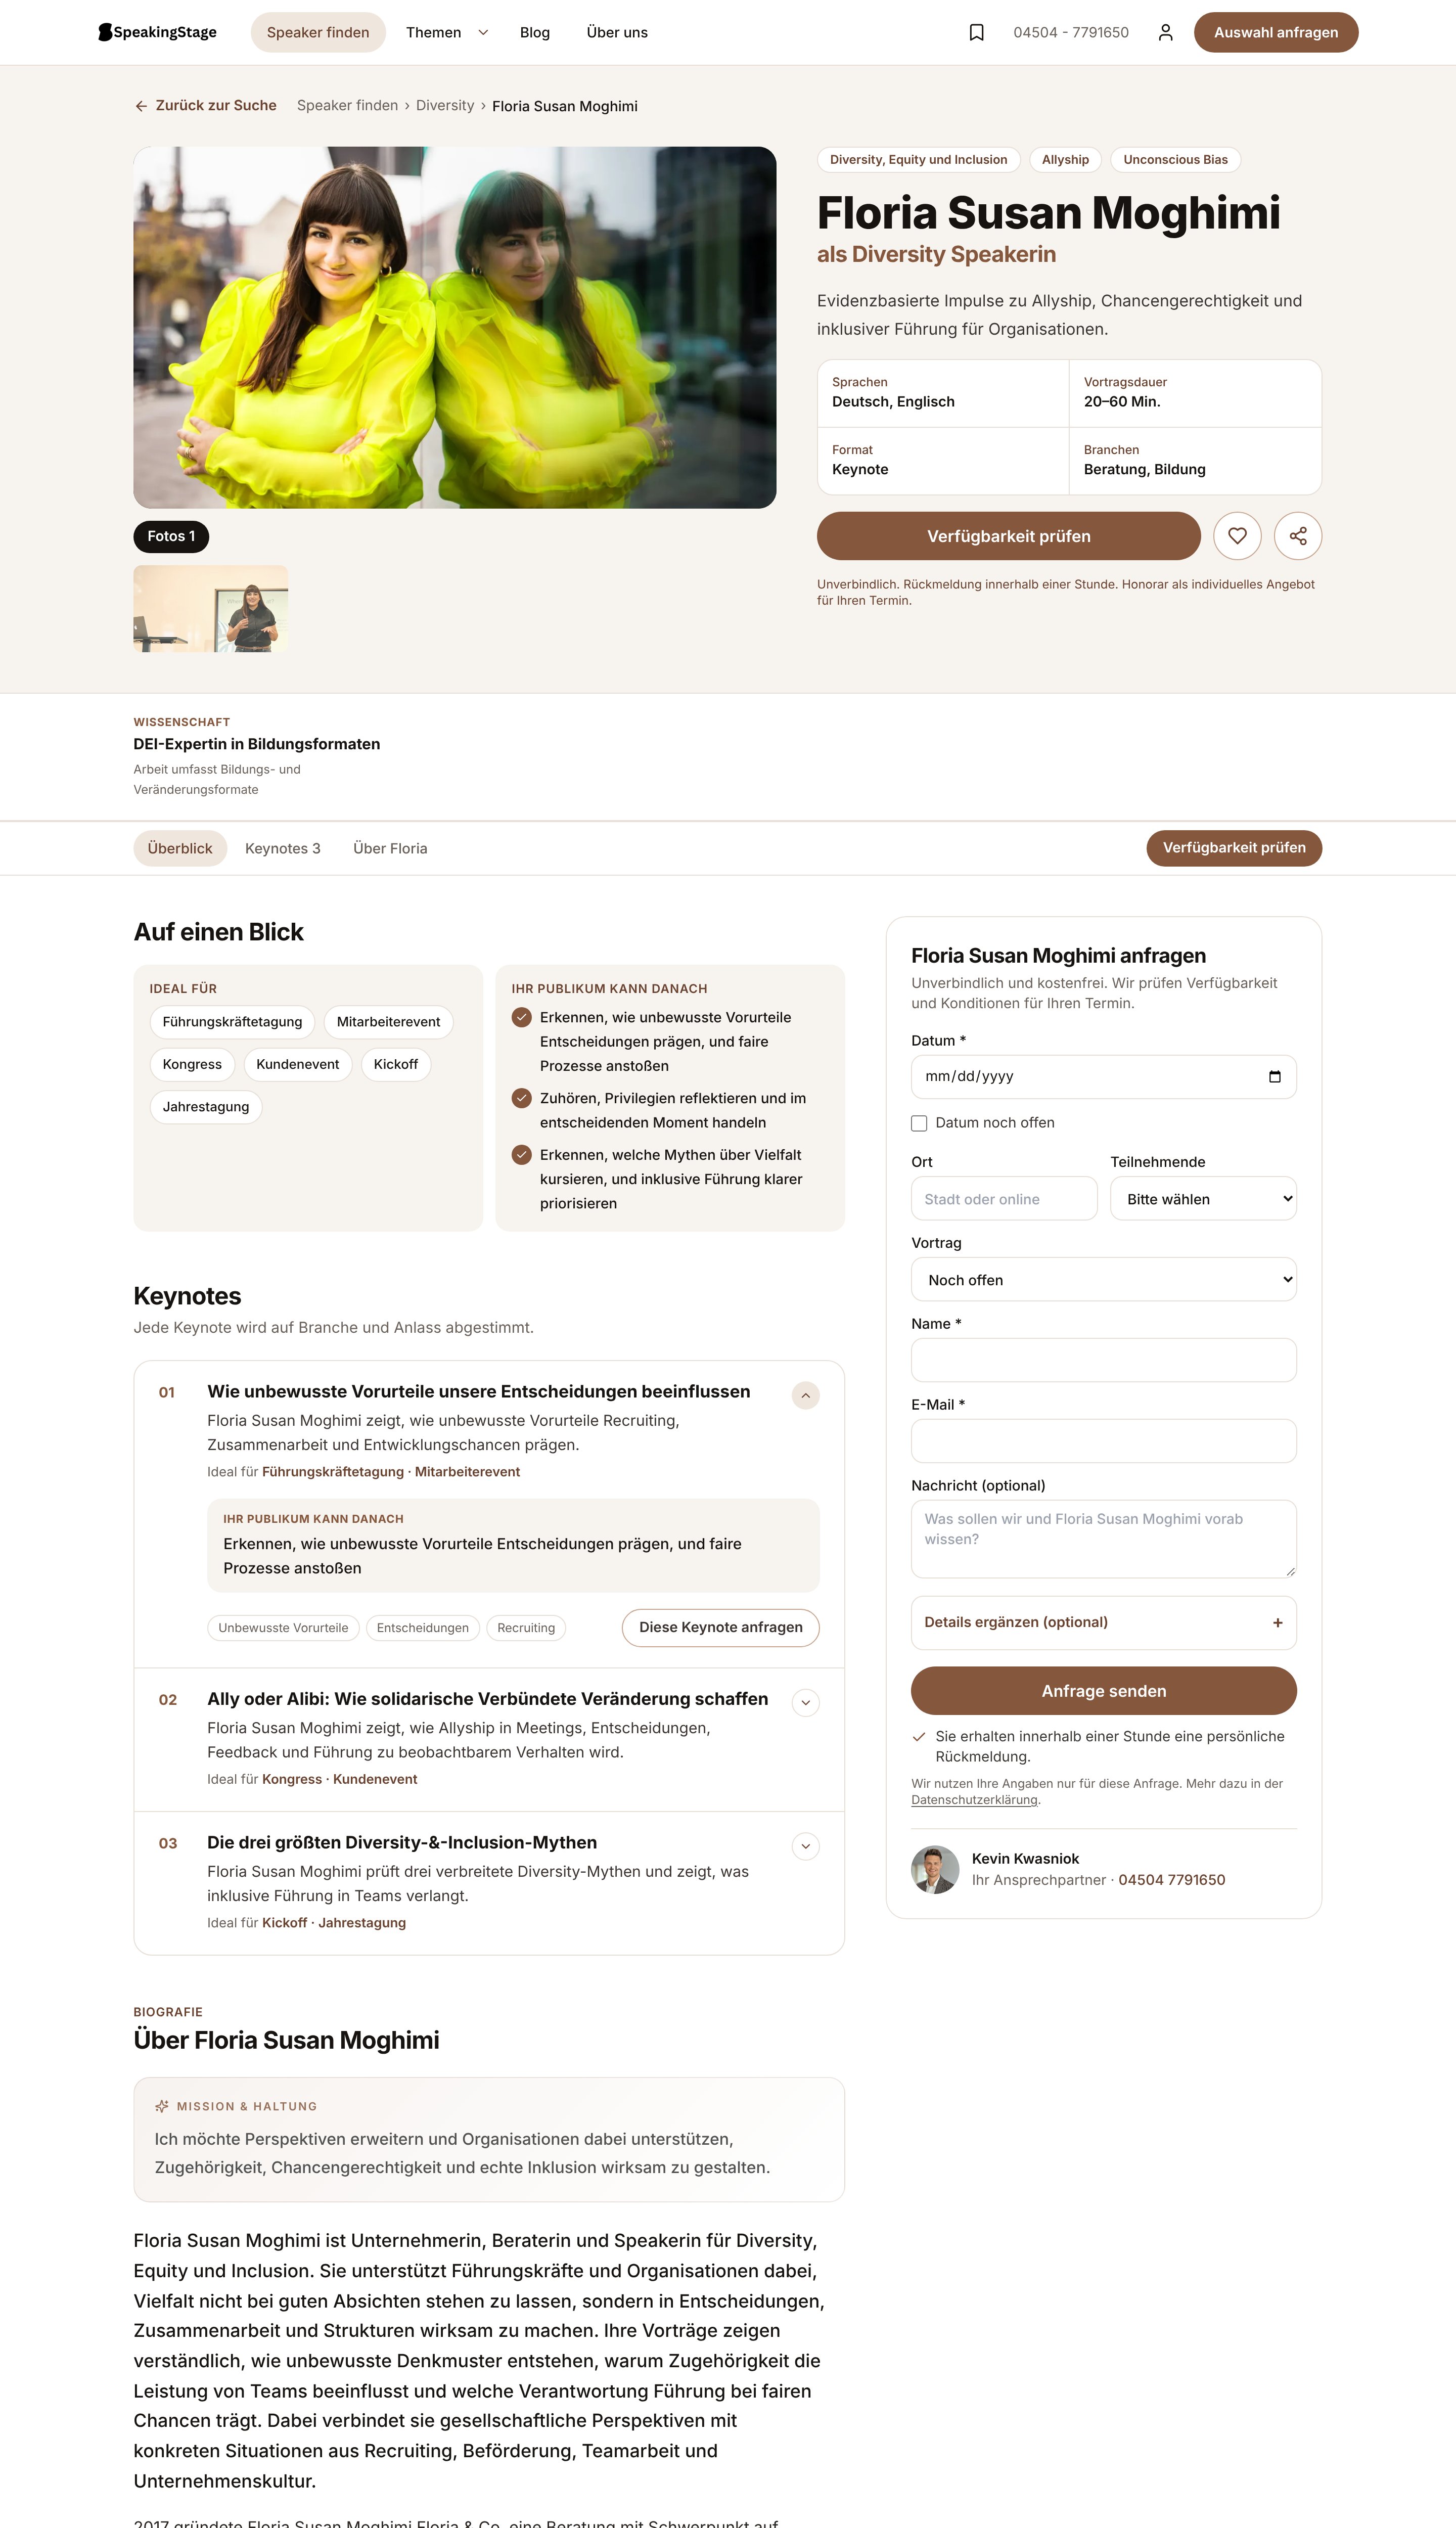 SpeakingStage
Speaker finden
Themen
Blog
Über uns
04504 - 7791650
Auswahl anfragen
Zurück zur Suche
Speaker finden › Diversity › Floria Susan Moghimi
Diversity, Equity und Inclusion
Allyship
Unconscious Bias
Floria Susan Moghimi
als Diversity Speakerin
Evidenzbasierte Impulse zu Allyship, Chancengerechtigkeit und
inklusiver Führung für Organisationen.
Sprachen
Deutsch, Englisch
Vortragsdauer
20–60 Min.
Format
Keynote
Branchen
Beratung, Bildung
Verfügbarkeit prüfen
Unverbindlich. Rückmeldung innerhalb einer Stunde. Honorar als individuelles Angebot
für Ihren Termin.
Fotos 1
WISSENSCHAFT
DEI-Expertin in Bildungsformaten
Arbeit umfasst Bildungs- und
Veränderungsformate
Überblick
Keynotes 3
Über Floria
Verfügbarkeit prüfen
Auf einen Blick
IDEAL FÜR
Führungskräftetagung
Mitarbeiterevent
Kongress
Kundenevent
Kickoff
Jahrestagung
IHR PUBLIKUM KANN DANACH
Erkennen, wie unbewusste Vorurteile
Entscheidungen prägen, und faire
Prozesse anstoßen
Zuhören, Privilegien reflektieren und im
entscheidenden Moment handeln
Erkennen, welche Mythen über Vielfalt
kursieren, und inklusive Führung klarer
priorisieren
Keynotes
Jede Keynote wird auf Branche und Anlass abgestimmt.
01
Wie unbewusste Vorurteile unsere Entscheidungen beeinflussen
Floria Susan Moghimi zeigt, wie unbewusste Vorurteile Recruiting,
Zusammenarbeit und Entwicklungschancen prägen.
Ideal für Führungskräftetagung · Mitarbeiterevent
IHR PUBLIKUM KANN DANACH
Erkennen, wie unbewusste Vorurteile Entscheidungen prägen, und faire
Prozesse anstoßen
Unbewusste Vorurteile
Entscheidungen
Recruiting
Diese Keynote anfragen
02
Ally oder Alibi: Wie solidarische Verbündete Veränderung schaffen
Floria Susan Moghimi zeigt, wie Allyship in Meetings, Entscheidungen,
Feedback und Führung zu beobachtbarem Verhalten wird.
Ideal für Kongress · Kundenevent
03
Die drei größten Diversity-&-Inclusion-Mythen
Floria Susan Moghimi prüft drei verbreitete Diversity-Mythen und zeigt, was
inklusive Führung in Teams verlangt.
Ideal für Kickoff · Jahrestagung
Floria Susan Moghimi anfragen
Unverbindlich und kostenfrei. Wir prüfen Verfügbarkeit
und Konditionen für Ihren Termin.
Datum *
mm/dd/yyyy
Datum noch offen
Ort
Stadt oder online
Teilnehmende
Bitte wählen
Vortrag
Noch offen
Name *
E-Mail *
Nachricht (optional)
Was sollen wir und Floria Susan Moghimi vorab
wissen?
Details ergänzen (optional)
+
Anfrage senden
Sie erhalten innerhalb einer Stunde eine persönliche
Rückmeldung.
Wir nutzen Ihre Angaben nur für diese Anfrage. Mehr dazu in der
Datenschutzerklärung.
Kevin Kwasniok
Ihr Ansprechpartner · 04504 7791650
BIOGRAFIE
Über Floria Susan Moghimi
MISSION & HALTUNG
Ich möchte Perspektiven erweitern und Organisationen dabei unterstützen,
Zugehörigkeit, Chancengerechtigkeit und echte Inklusion wirksam zu gestalten.
Floria Susan Moghimi ist Unternehmerin, Beraterin und Speakerin für Diversity,
Equity und Inclusion. Sie unterstützt Führungskräfte und Organisationen dabei,
Vielfalt nicht bei guten Absichten stehen zu lassen, sondern in Entscheidungen,
Zusammenarbeit und Strukturen wirksam zu machen. Ihre Vorträge zeigen
verständlich, wie unbewusste Denkmuster entstehen, warum Zugehörigkeit die
Leistung von Teams beeinflusst und welche Verantwortung Führung bei fairen
Chancen trägt. Dabei verbindet sie gesellschaftliche Perspektiven mit
konkreten Situationen aus Recruiting, Beförderung, Teamarbeit und
Unternehmenskultur.
2017 gründete Floria Susan Moghimi Floria & Co, eine Beratung mit Schwerpunkt auf